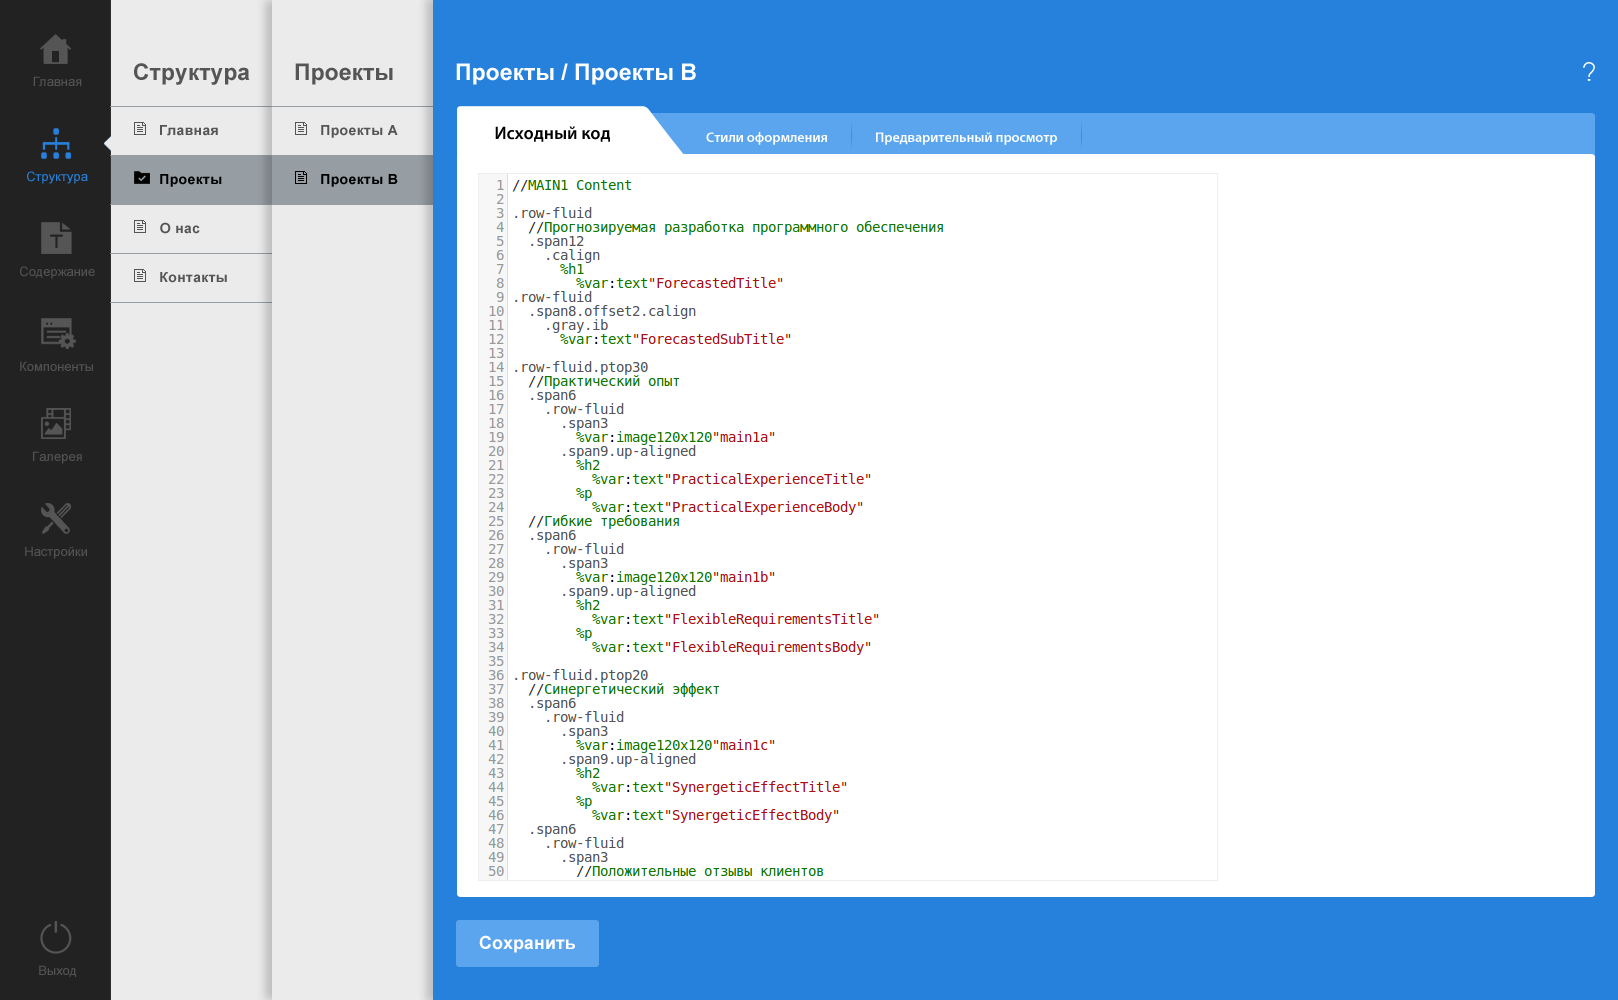 Главная
Структура
Содержание
Компоненты
Галерея
Настройки
Выход
Структура
Главная
Проекты
О нас
Контакты
Проекты
Проекты A
Проекты B
Проекты / Проекты B
?
Исходный код
Стили оформления
Предварительный просмотр
1 //MAIN1 Content
2
3 .row-fluid
4   //Прогнозируемая разработка программного обеспечения
5   .span12
6     .calign
7       %h1
8         %var:text"ForecastedTitle"
9 .row-fluid
10   .span8.offset2.calign
11     .gray.ib
12       %var:text"ForecastedSubTitle"
13
14 .row-fluid.ptop30
15   //Практический опыт
16   .span6
17     .row-fluid
18       .span3
19         %var:image120x120"main1a"
20       .span9.up-aligned
21         %h2
22           %var:text"PracticalExperienceTitle"
23         %p
24           %var:text"PracticalExperienceBody"
25   //Гибкие требования
26   .span6
27     .row-fluid
28       .span3
29         %var:image120x120"main1b"
30       .span9.up-aligned
31         %h2
32           %var:text"FlexibleRequirementsTitle"
33         %p
34           %var:text"FlexibleRequirementsBody"
35
36 .row-fluid.ptop20
37   //Синергетический эффект
38   .span6
39     .row-fluid
40       .span3
41         %var:image120x120"main1c"
42       .span9.up-aligned
43         %h2
44           %var:text"SynergeticEffectTitle"
45         %p
46           %var:text"SynergeticEffectBody"
47   .span6
48     .row-fluid
49       .span3
50         //Положительные отзывы клиентов
Сохранить